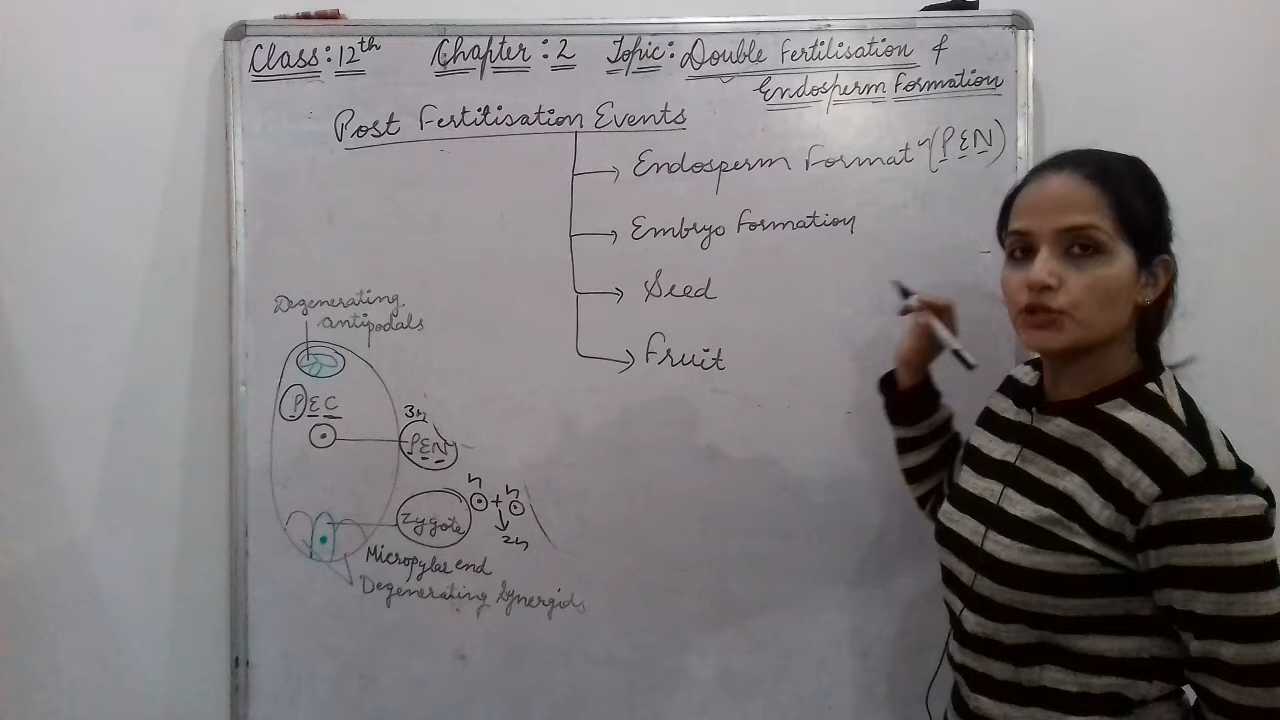 Class: 12th Chapter: 2 Topic: Double Fertilisation &
Endosperm Formation
Post Fertilisation Events
Endosperm Formatn (PEN)
Embryo Formation
Seed
Fruit
Degenerating
antipodals
PEC
3n
PEN
n + n
Zygote
2n
Micropylar end
Degenerating Synergids